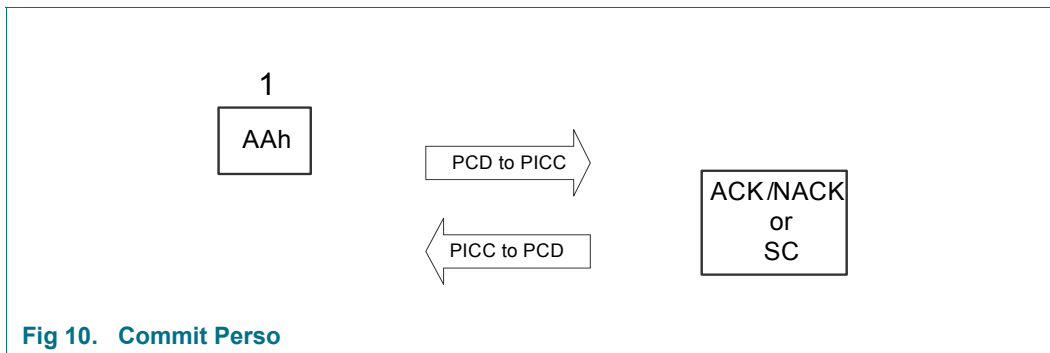 1
AAh
PCD to PICC
ACK/NACK
or
SC
PICC to PCD
Fig 10. Commit Perso